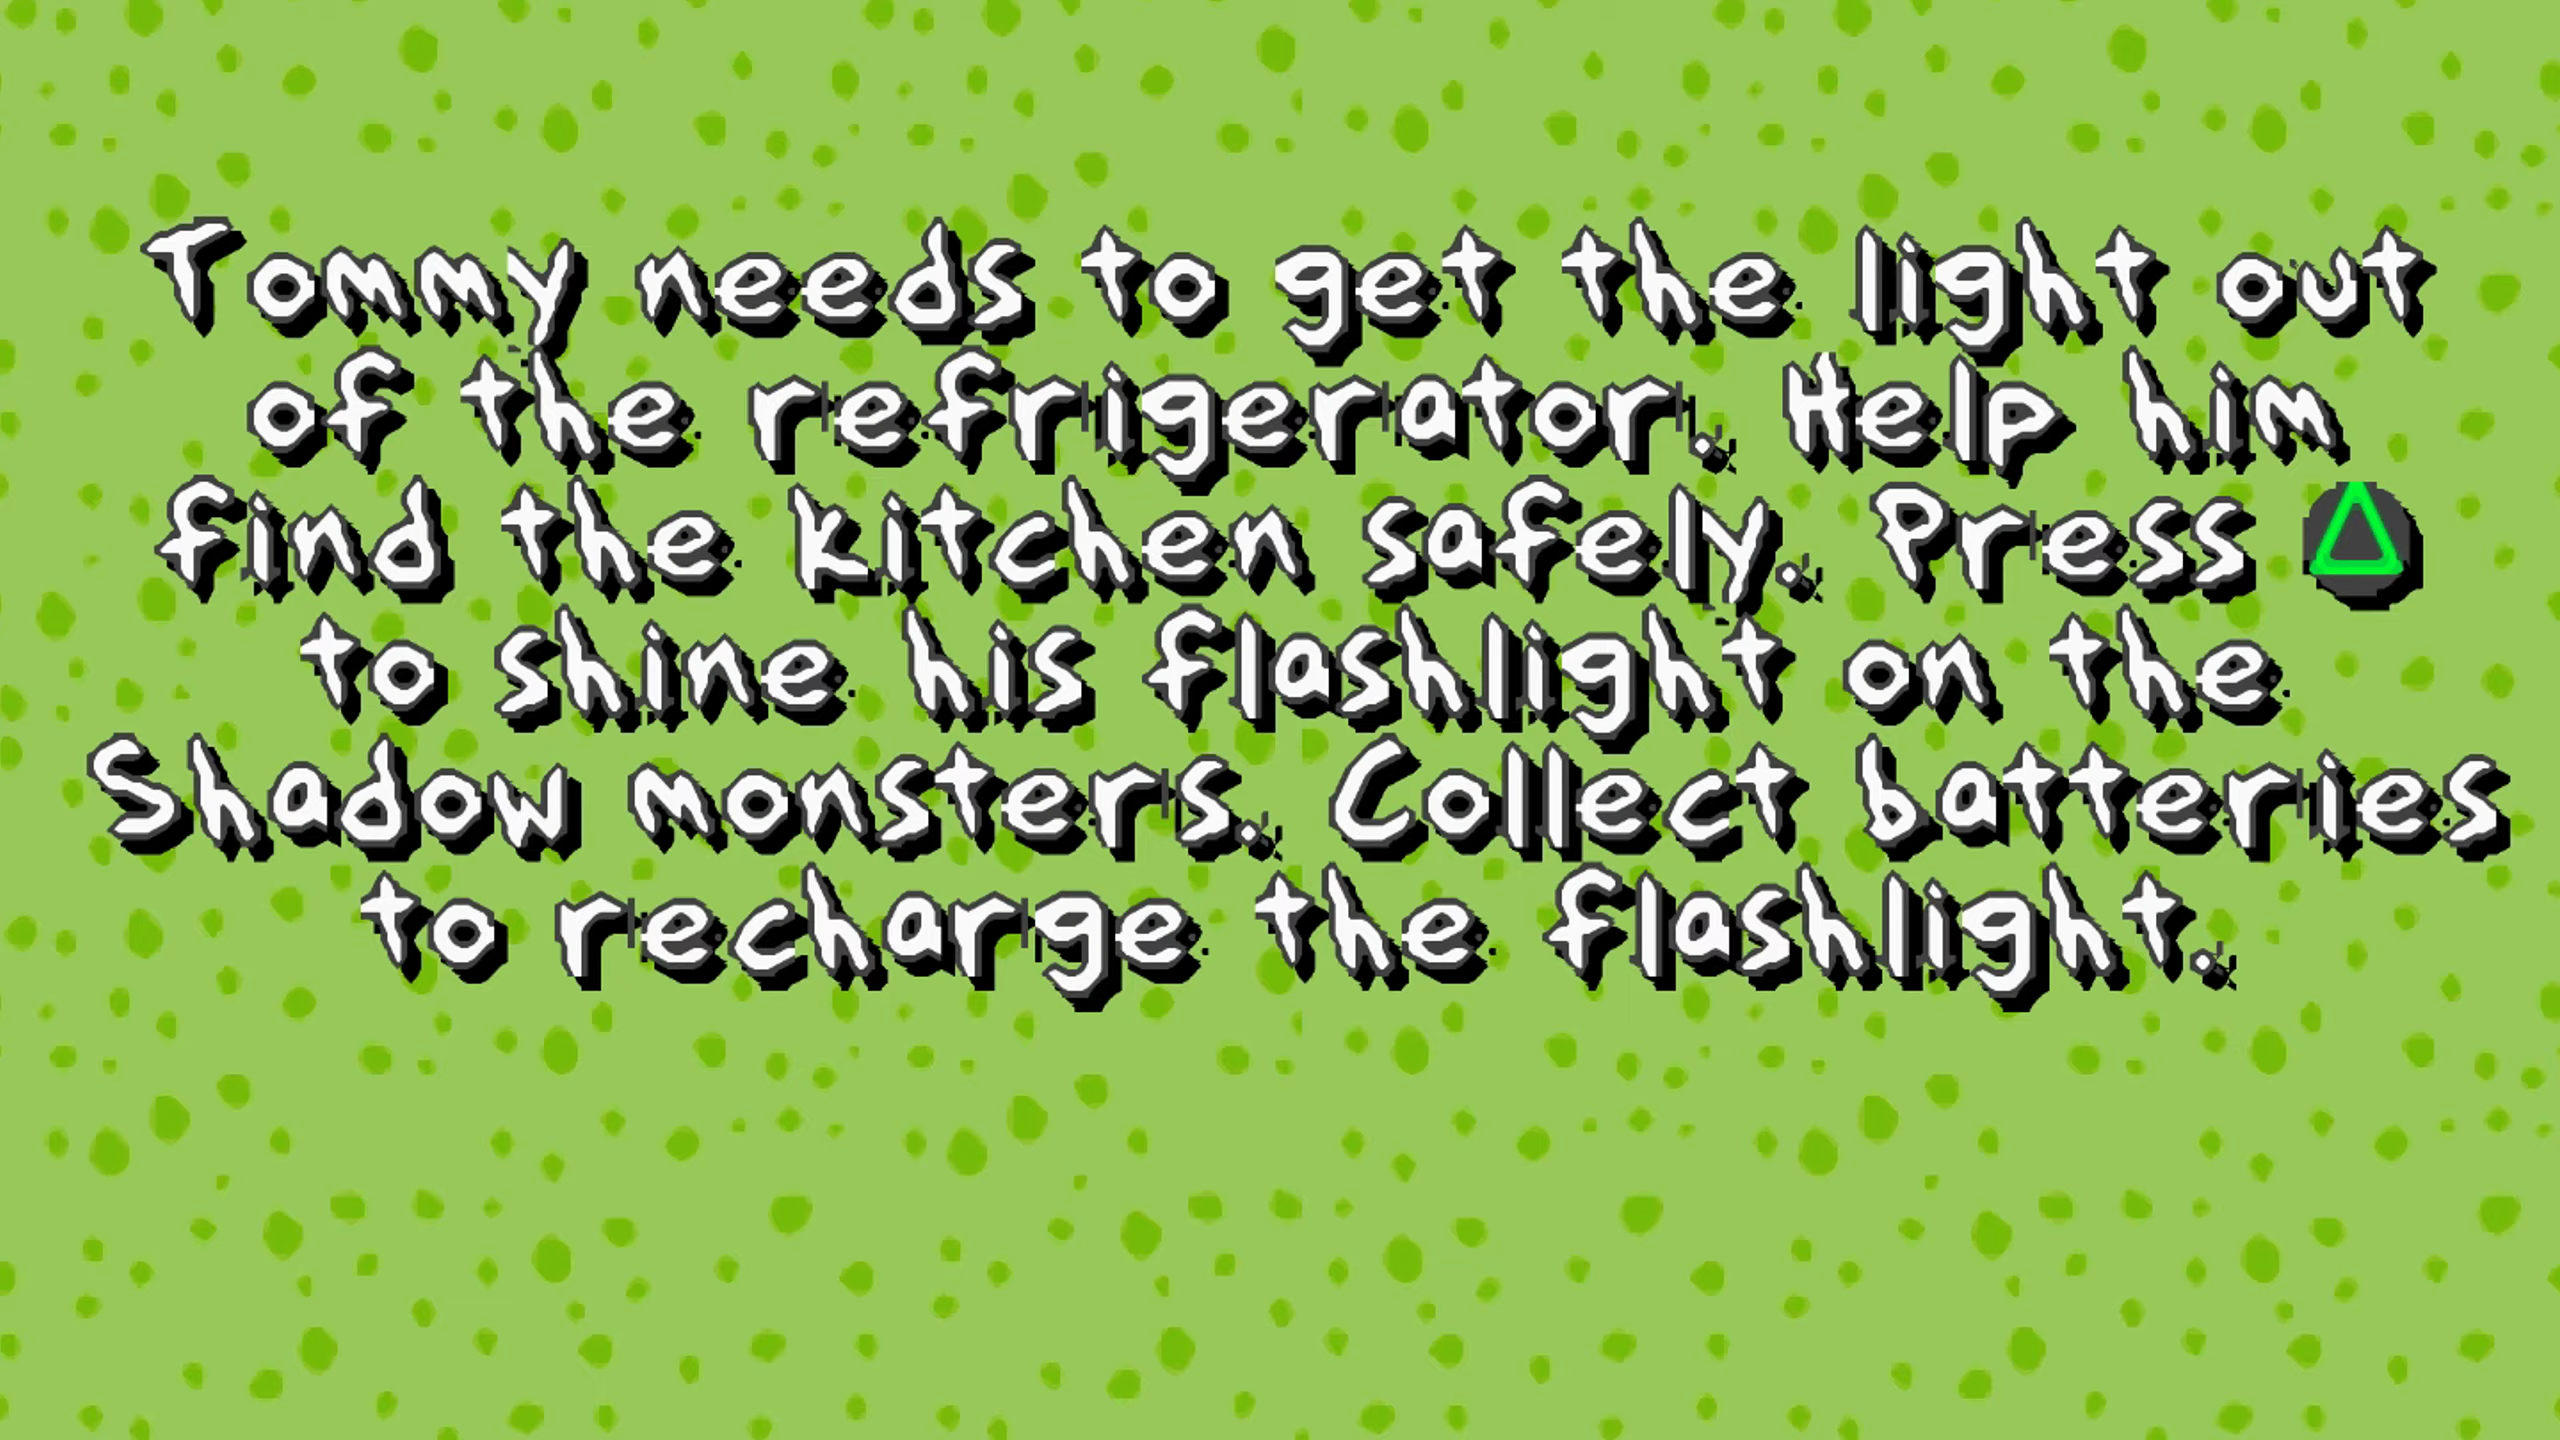 Tommy needs to get the light out
of the refrigerator. Help him
find the kitchen safely. Press △
to shine his flashlight on the
Shadow monsters. Collect batteries
to recharge the flashlight.